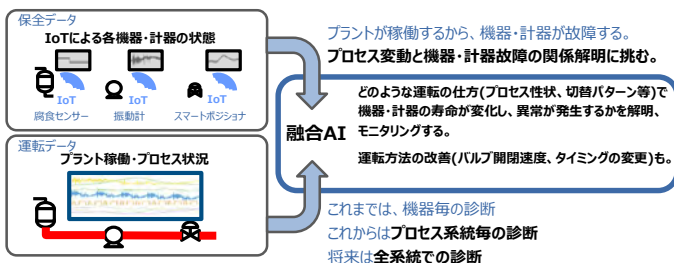 保全データ
IoTによる各機器・計器の状態
IoT
IoT
IoT
腐食センサー
振動計
スマートポジショナ
運転データ
プラント稼働・プロセス状況
プラントが稼働するから、機器・計器が故障する。
プロセス変動と機器・計器故障の関係解明に挑む。
融合AI
どのような運転の仕方(プロセス性状、切替パターン等)で
機器・計器の寿命が変化し、異常が発生するかを解明、
モニタリングする。
運転方法の改善(バルブ開閉速度、タイミングの変更)も。
これまでは、機器毎の診断
これからはプロセス系統毎の診断
将来は全系統での診断